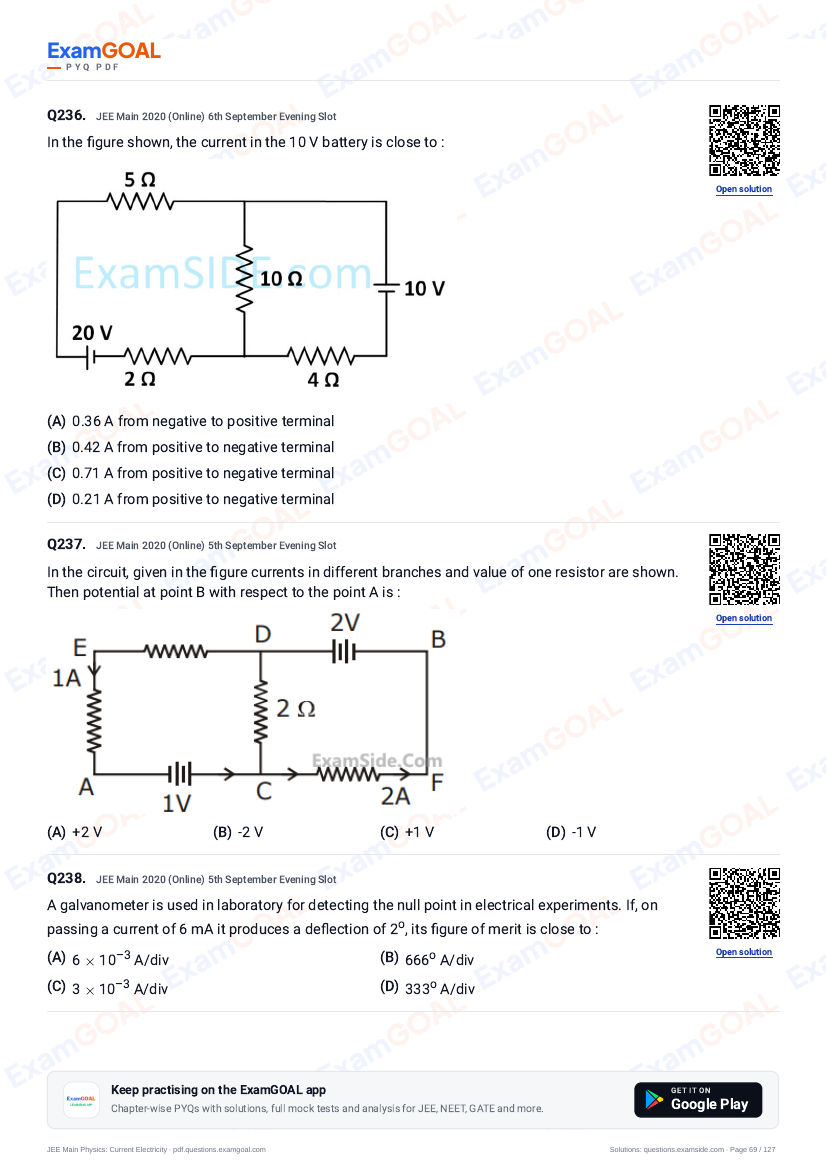 ExamGOAL
PYQ PDF
Q236. JEE Main 2020 (Online) 6th September Evening Slot
In the figure shown, the current in the 10 V battery is close to :
Open solution
5 Ω
ExamSIDE.com
10 Ω
10 V
20 V
2 Ω
4 Ω
(A) 0.36 A from negative to positive terminal
(B) 0.42 A from positive to negative terminal
(C) 0.71 A from positive to negative terminal
(D) 0.21 A from positive to negative terminal
Q237. JEE Main 2020 (Online) 5th September Evening Slot
In the circuit, given in the figure currents in different branches and value of one resistor are shown.
Then potential at point B with respect to the point A is :
Open solution
E
D
2V
B
1A
2 Ω
ExamSide.Com
A
1V
C
2A
F
(A) +2 V (B) -2 V (C) +1 V (D) -1 V
Q238. JEE Main 2020 (Online) 5th September Evening Slot
A galvanometer is used in laboratory for detecting the null point in electrical experiments. If, on
passing a current of 6 mA it produces a deflection of 2⁰, its figure of merit is close to :
Open solution
(A) 6 × 10⁻³ A/div (B) 666⁰ A/div
(C) 3 × 10⁻³ A/div (D) 333⁰ A/div
ExamGOAL
Keep practising on the ExamGOAL app
Chapter-wise PYQs with solutions, full mock tests and analysis for JEE, NEET, GATE and more.
GET IT ON
Google Play
JEE Main Physics: Current Electricity · pdf.questions.examgoal.com
Solutions: questions.examside.com · Page 69 / 127